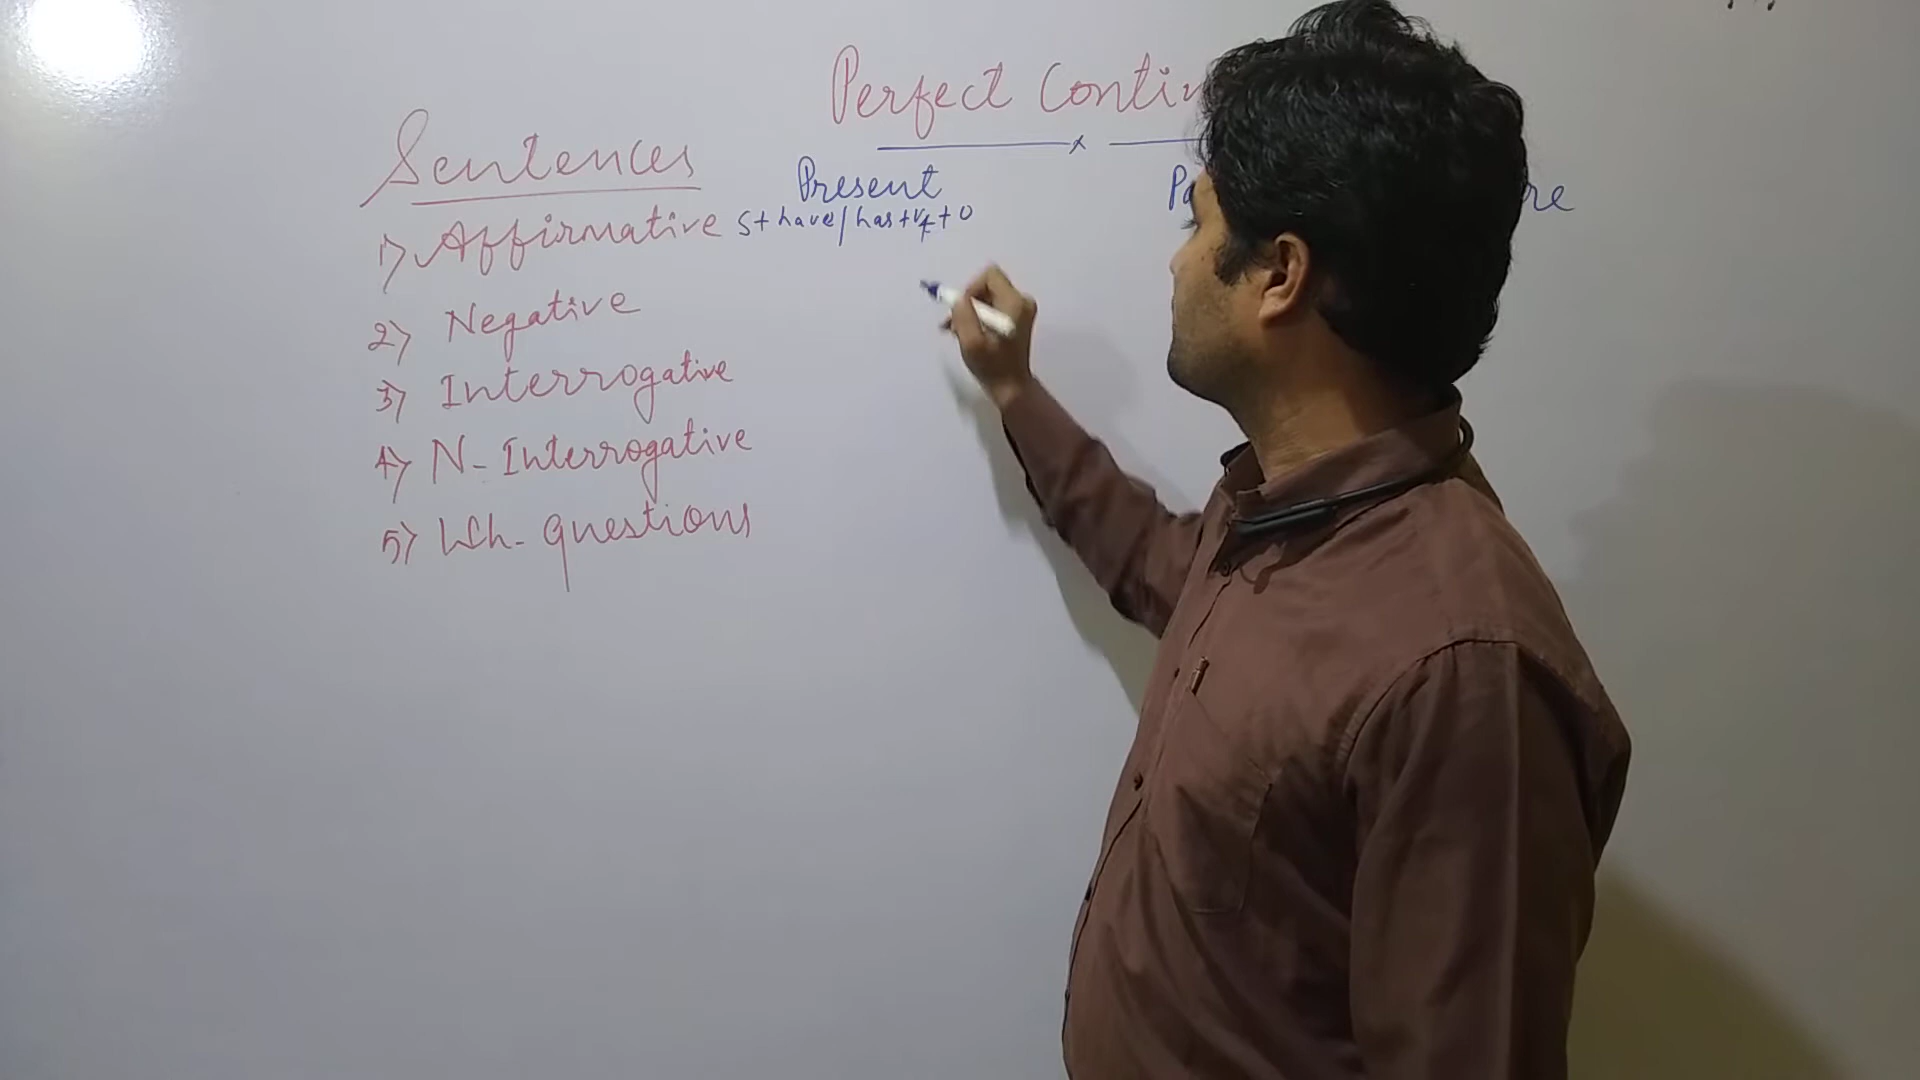 Perfect Contin
Sentences
Present
Pa
re
1) Affirmative S+have/has+V4+O
2) Negative
3) Interrogative
4) N-Interrogative
5) Wh-questions